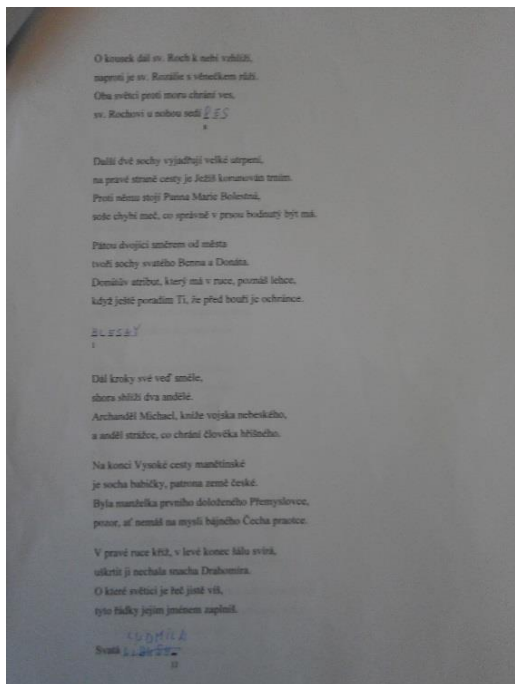 O kousek dál sv. Roch k nebi vzhlíží,
naproti je sv. Rozálie s věnečkem růží.
Oba světci proti moru chrání ves,
sv. Rochovi u nohou sedí PES
8
Další dvě sochy vyjadřují velké utrpení,
na pravé straně cesty je Ježíš korunován trním.
Proti němu stojí Panna Marie Bolestná,
soše chybí meč, co správně v prsou bodnutý být má.
Pátou dvojici směrem od města
tvoří sochy svatého Benna a Donáta.
Donátův atribut, který má v ruce, poznáš lehce,
když ještě poradím Ti, že před bouří je ochránce.
BLESKY
Dál kroky své veď směle,
shora shlíží dva andělé.
Archanděl Michael, kníže vojska nebeského,
a anděl strážce, co chrání člověka hříšného.
Na konci Vysoké cesty manětínské
je socha babičky, patrona země české.
Byla manželka prvního doloženého Přemyslovce,
pozor, ať nemáš na mysli bájného Čecha praotce.
V pravé ruce kříž, v levé konec šálu svírá,
uškrtit ji nechala snacha Drahomíra.
O které světici je řeč jistě víš,
tyto řádky jejím jménem zaplníš.
LUDMILA
Svatá